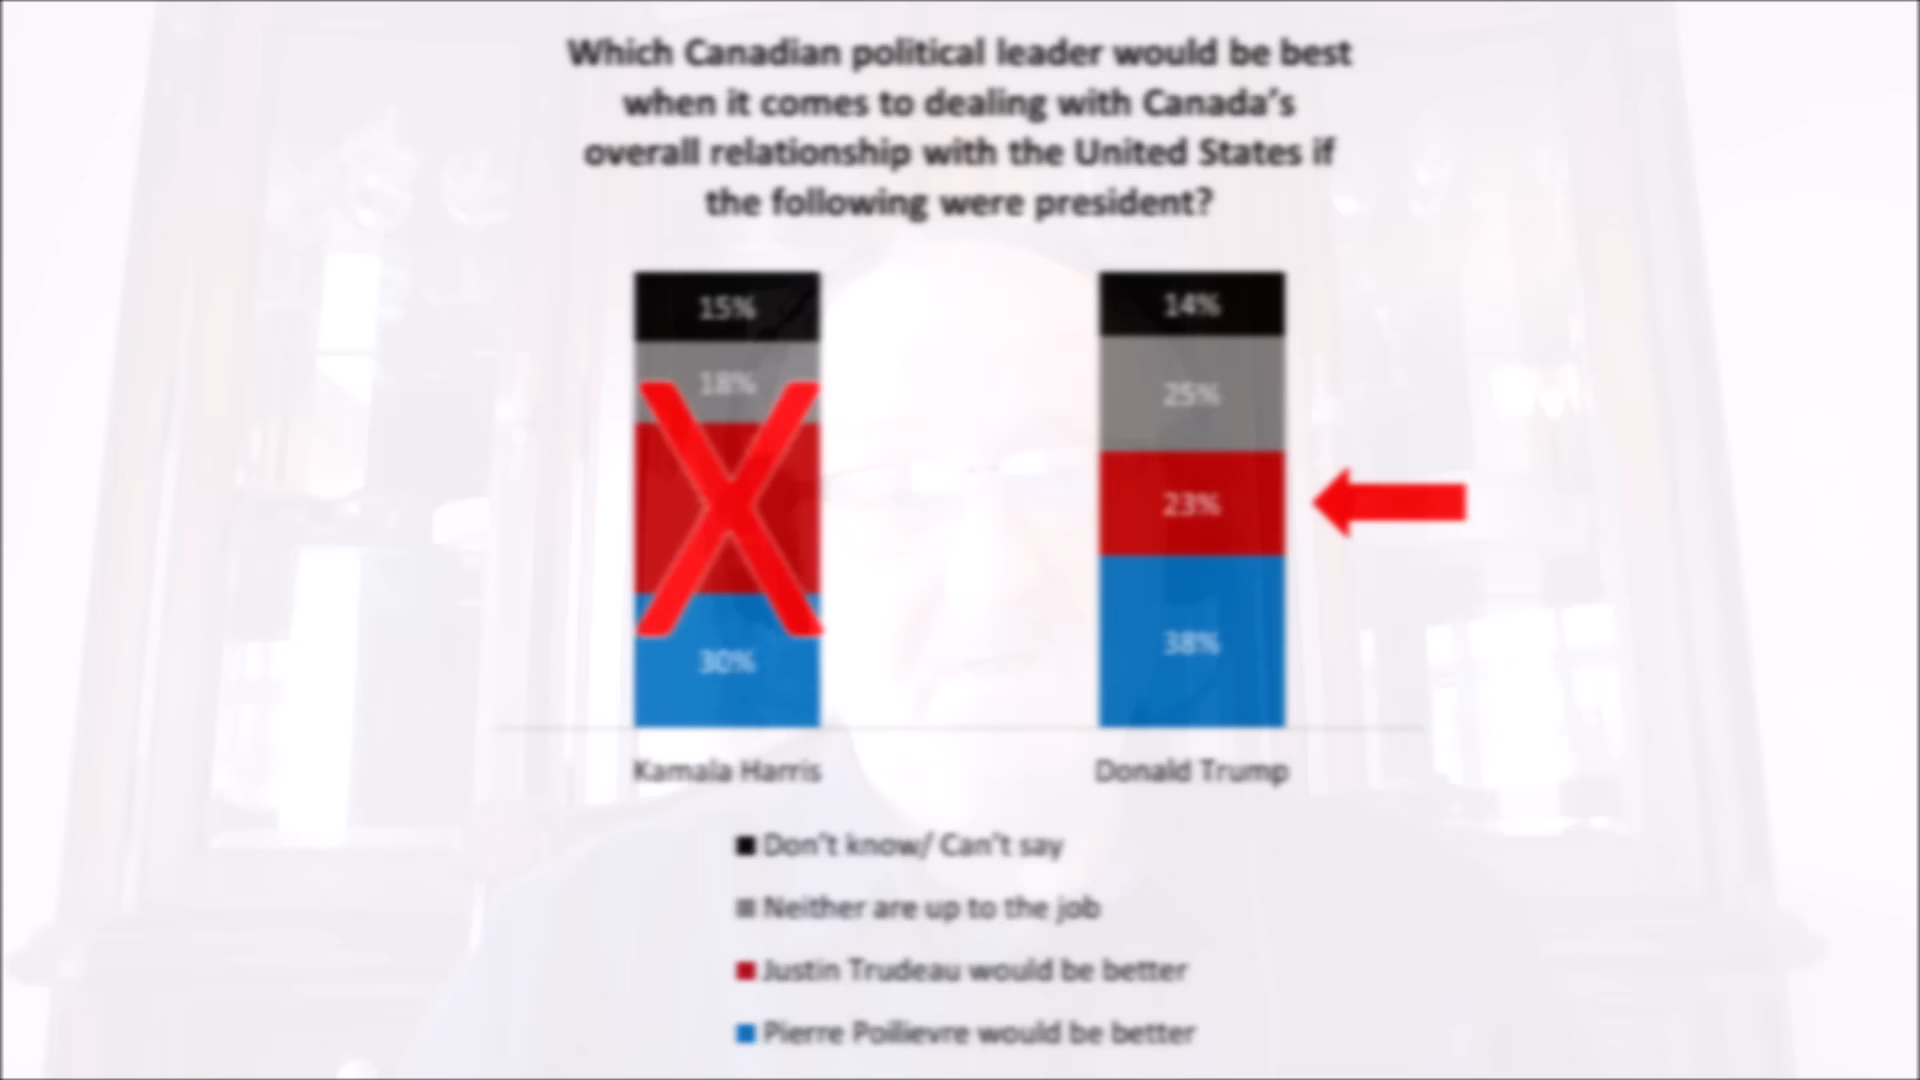 Which Canadian political leader would be best
when it comes to dealing with Canada's
overall relationship with the United States if
the following were president?
15%
18%
30%
14%
25%
23%
38%
Kamala Harris
Donald Trump
Don't know/ Can't say
Neither are up to the job
Justin Trudeau would be better
Pierre Poilievre would be better